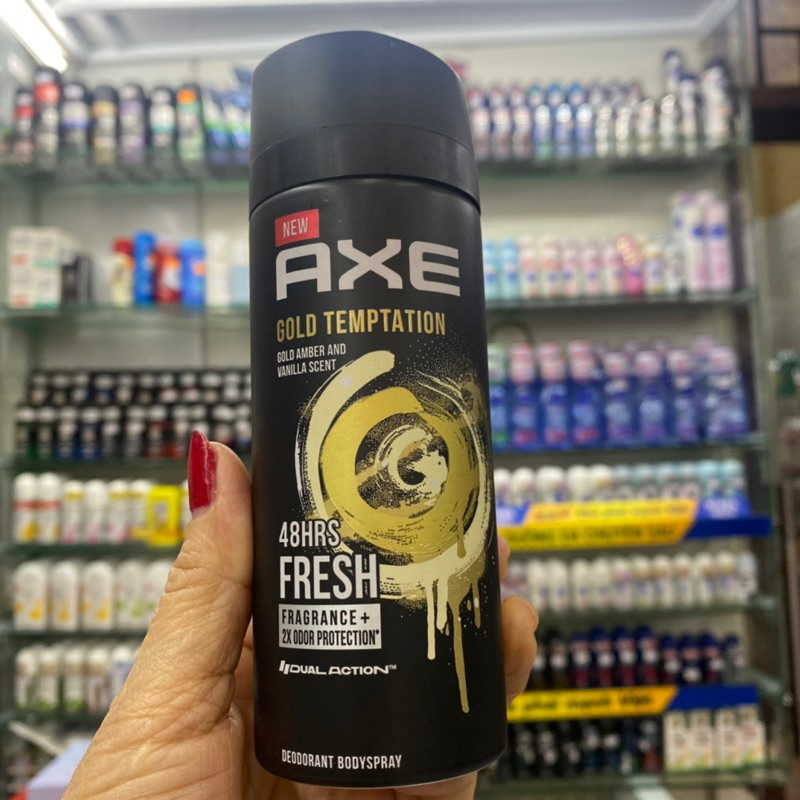 NEW
AXE
GOLD TEMPTATION
GOLD AMBER AND
VANILLA SCENT
48HRS
FRESH
FRAGRANCE +
2X ODOR PROTECTION*
DUAL ACTION™
DEODORANT BODYSPRAY